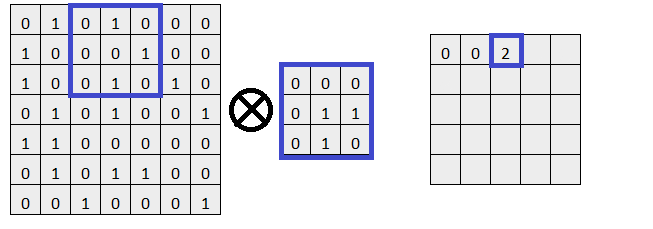 0 1 0 1 0 0 0
1 0 0 0 1 0 0
1 0 0 1 0 1 0
0 1 0 1 0 0 1
1 1 0 0 0 0 0
0 1 0 1 1 0 0
0 0 1 0 0 0 1
0 0 0
0 1 1
0 1 0
0 0 2